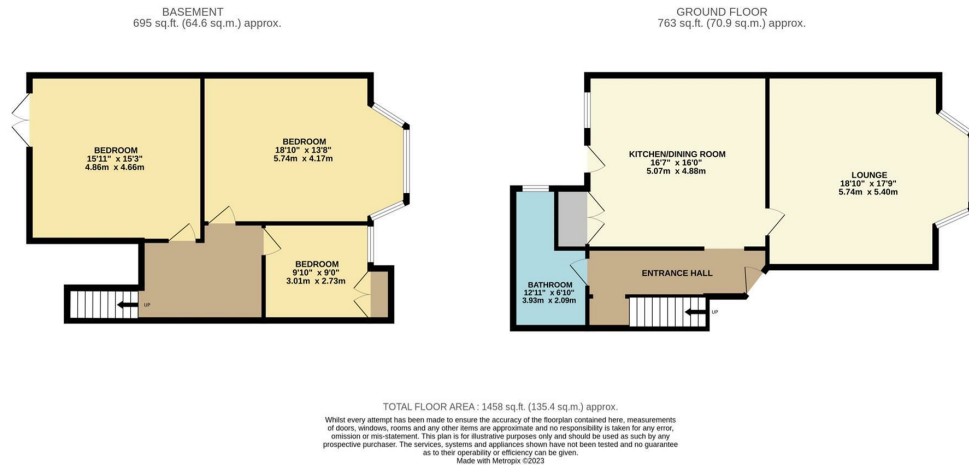 BASEMENT
695 sq.ft. (64.6 sq.m.) approx.
GROUND FLOOR
763 sq.ft. (70.9 sq.m.) approx.
BEDROOM
15'11" x 15'3"
4.86m x 4.66m
BEDROOM
18'10" x 13'8"
5.74m x 4.17m
BEDROOM
9'10" x 9'0"
3.01m x 2.73m
UP
KITCHEN/DINING ROOM
16'7" x 16'0"
5.07m x 4.88m
LOUNGE
18'10" x 17'9"
5.74m x 5.40m
ENTRANCE HALL
BATHROOM
12'11" x 6'10"
3.93m x 2.09m
UP
TOTAL FLOOR AREA : 1458 sq.ft. (135.4 sq.m.) approx.
Whilst every attempt has been made to ensure the accuracy of the floorplan contained here, measurements
of doors, windows, rooms and any other items are approximate and no responsibility is taken for any error,
omission or mis-statement. This plan is for illustrative purposes only and should be used as such by any
prospective purchaser. The services, systems and appliances shown have not been tested and no guarantee
as to their operability or efficiency can be given.
Made with Metropix ©2023